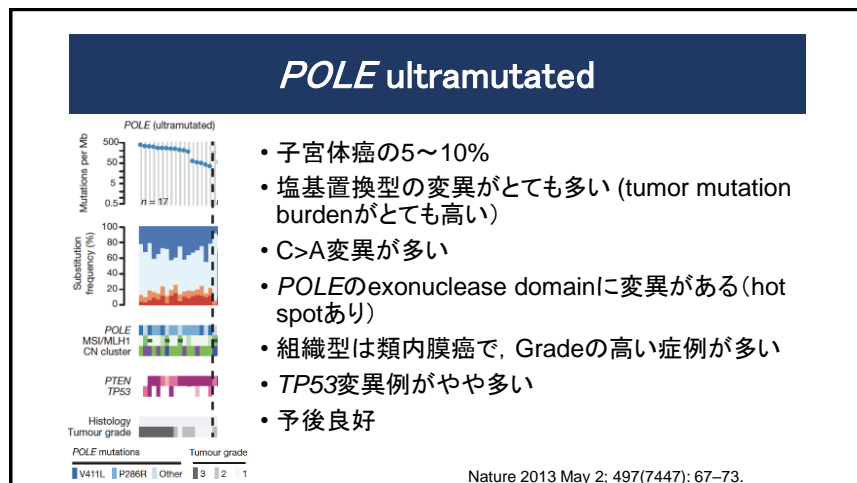 POLE ultramutated
POLE (ultramutated)
Mutations per Mb
500
50
5
0.5
n = 17
Substitution
frequency (%)
100
80
60
40
20
0
POLE
MSI/MLH1
CN cluster
PTEN
TP53
Histology
Tumour grade
POLE mutations
V411L
P286R
Other
Tumour grade
3
2
1
• 子宮体癌の5～10%
• 塩基置換型の変異がとても多い (tumor mutation
burdenがとても高い）
• C>A変異が多い
• POLEのexonuclease domainに変異がある（hot
spotあり）
• 組織型は類内膜癌で, Gradeの高い症例が多い
• TP53変異例がやや多い
• 予後良好
Nature 2013 May 2; 497(7447): 67–73.